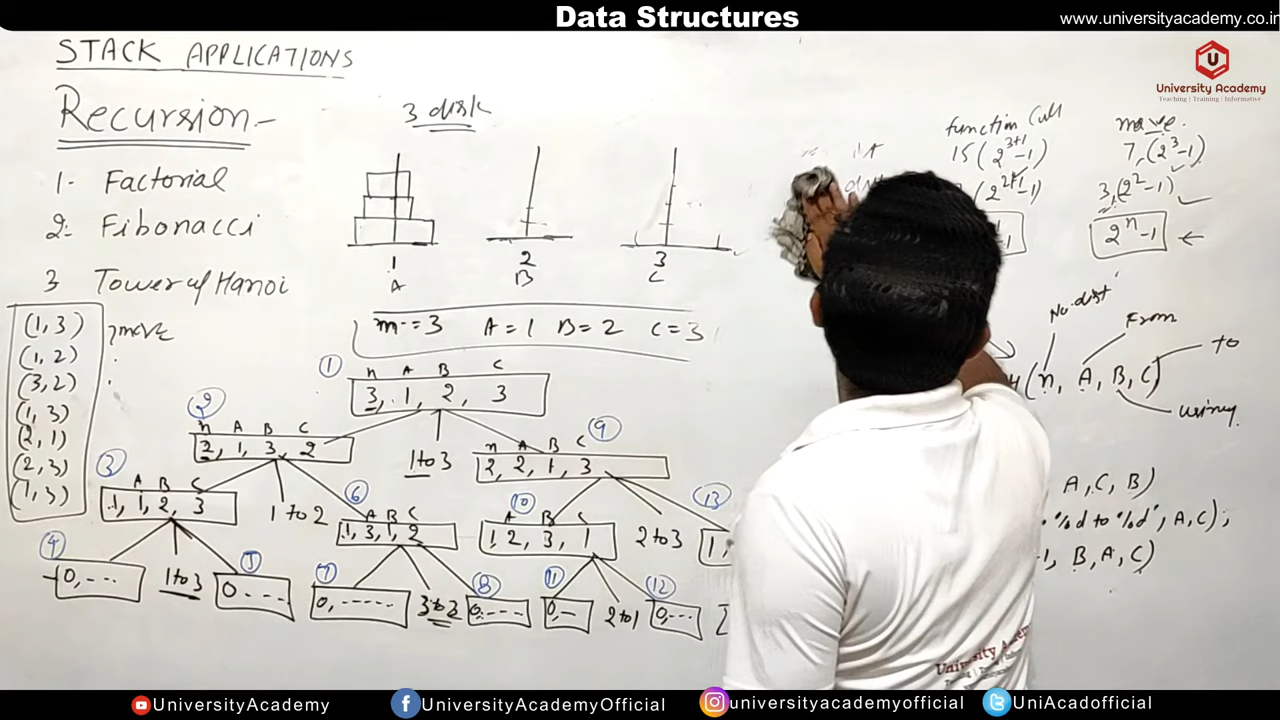 Data Structures
www.universityacademy.co.in
University Academy
Teaching | Training | Informative
STACK APPLICATIONS
Recursion -
1- Factorial
2- Fibonacci
3 Tower of Hanoi
3 disk
1 2 3
A B C
function Call
15 (2^3+1 -1)
(2^2+1 -1)
move.
7, (2^3 -1)
3, (2^2 -1)
2^n -1 ←
n = 3 A = 1 B = 2 C = 3
(1, 3) } move
(1, 2)
(3, 2)
(1, 3)
(2, 1)
(2, 3)
(1, 3)
No. disk
From
to
using
(n, A, B, C)
A, C, B)
%d to %d", A, C);
1, B, A, C)
① n A B C
3, 1, 2, 3
② n A B C
2, 1, 3, 2
1 to 3
⑨ n A B C
2, 2, 1, 3
③ A B C
1, 1, 2, 3
1 to 2
⑥ A B C
1, 3, 1, 2
⑩ A B C
1, 2, 3, 1
2 to 3
⑬
1,
④ 0, ---
1 to 3
⑤ 0 ----
⑦ 0, -----
⑧ 0, ----
⑪ 0, --
2 to 1
⑫ 0, ---
UniversityAcademy
UniversityAcademyOfficial
universityacademyofficial
UniAcadofficial